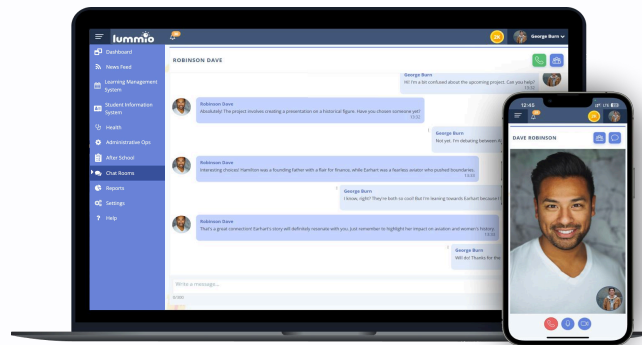 lummio
George Burn
Dashboard
News Feed
Learning Management
System
Student Information
System
Health
Administrative Ops
After School
Chat Rooms
Reports
Settings
Help
ROBINSON DAVE
George Burn
Hi! I'm a bit confused about the upcoming project. Can you help?
Robinson Dave
Absolutely! The project involves creating a presentation on a historical figure. Have you chosen someone yet?
George Burn
Not yet. I'm debating between
Robinson Dave
Interesting choices! Hamilton was a founding father with a flair for finance, while Earhart was a fearless aviator who pushed boundaries.
George Burn
I know, right? They're both so cool! But I'm leaning towards Earhart because
Robinson Dave
That's a great connection! Earhart's story will definitely resonate with you. Just remember to highlight her impact on aviation and women's history.
George Burn
Will do! Thanks for the
Write a message...
12:45
LTE
DAVE ROBINSON